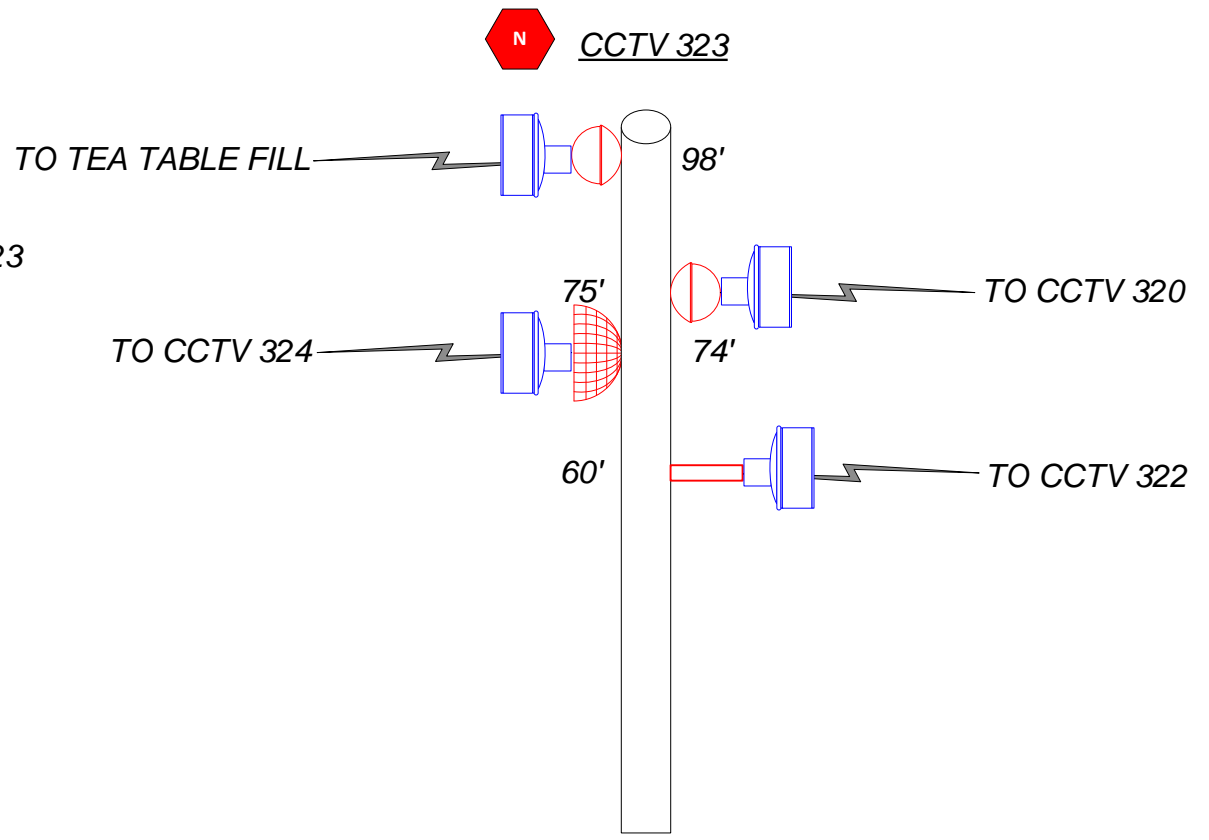 N
CCTV 323
TO TEA TABLE FILL
98'
23
75'
TO CCTV 320
TO CCTV 324
74'
60'
TO CCTV 322